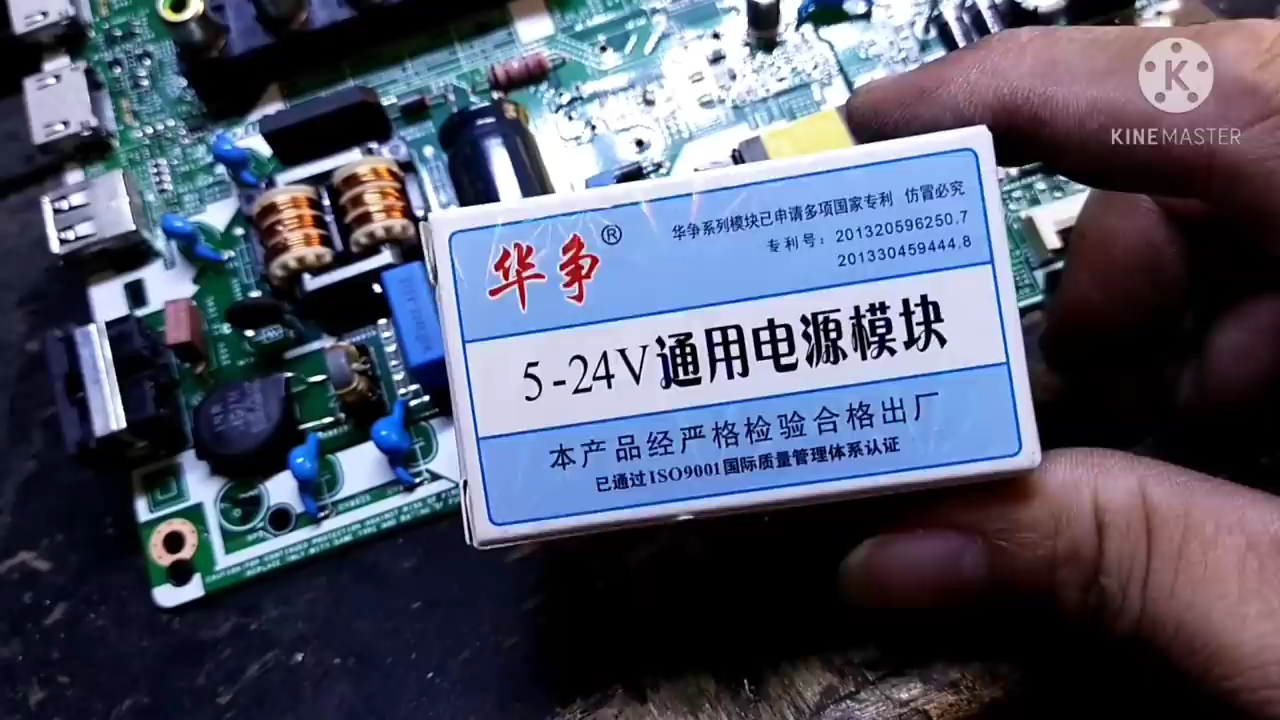 KINEMASTER
华争®
华争系列模块已申请多项国家专利 仿冒必究
专利号：201320596250.7
201330459444.8
5-24V通用电源模块
本产品经严格检验合格出厂
已通过ISO9001国际质量管理体系认证